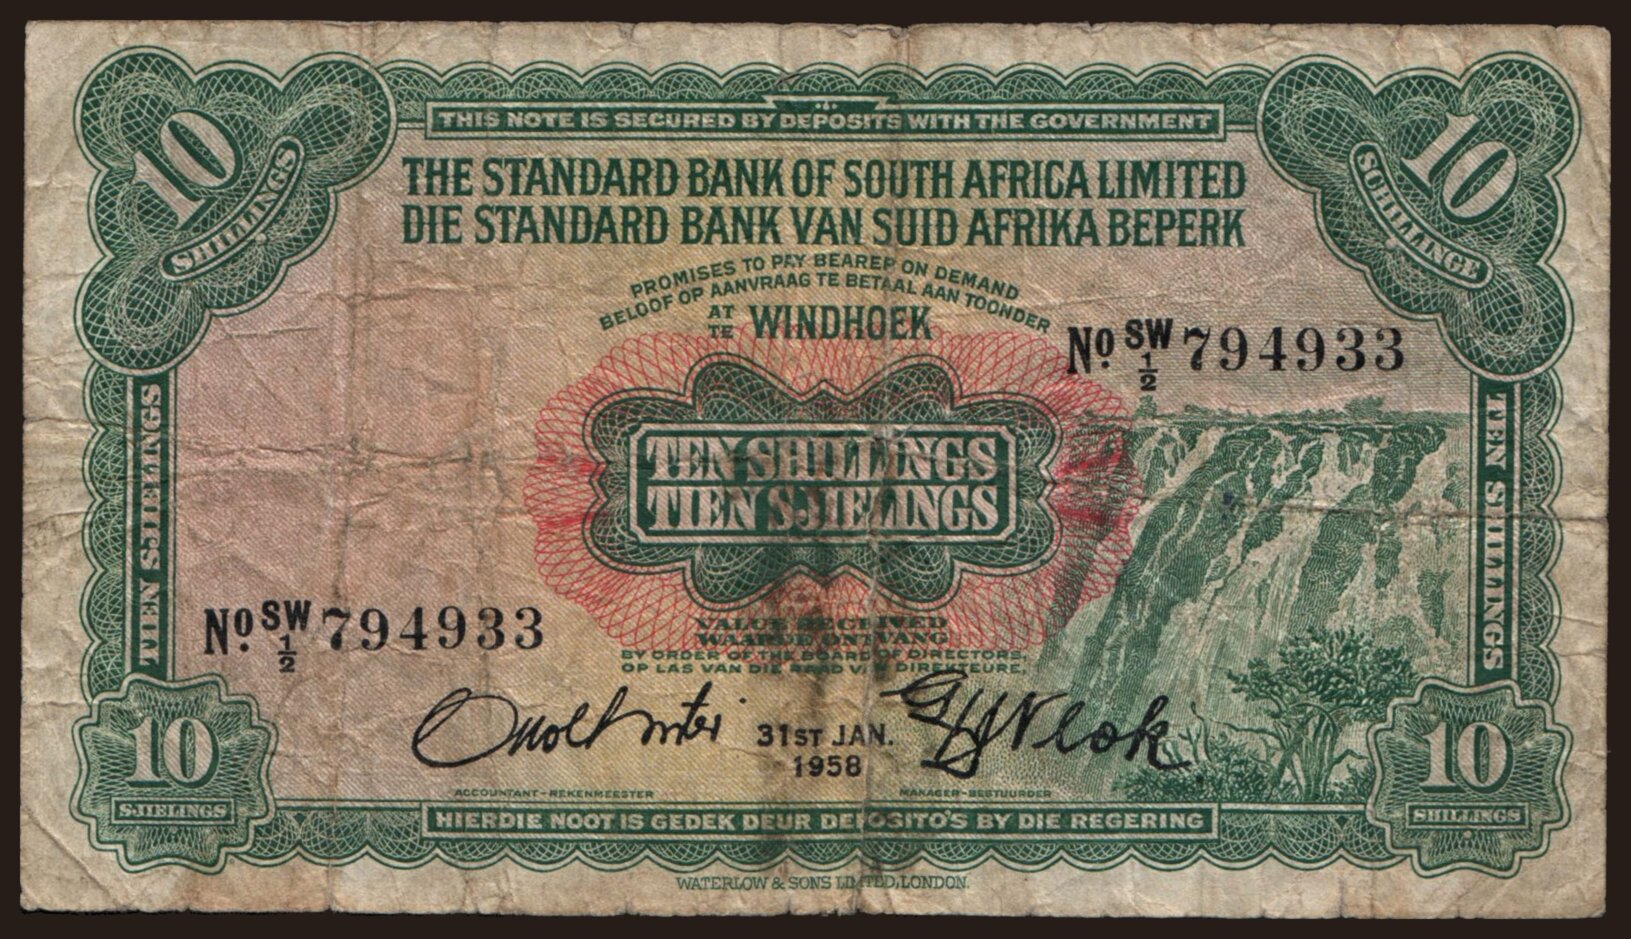 THIS NOTE IS SECURED BY DEPOSITS WITH THE GOVERNMENT
10
SHILLINGS
10
SCHILLINGE
THE STANDARD BANK OF SOUTH AFRICA LIMITED
DIE STANDARD BANK VAN SUID AFRIKA BEPERK
PROMISES TO PAY BEARER ON DEMAND
BELOOF OP AANVRAAG TE BETAAL AAN TOONDER
AT
TE WINDHOEK
No. SW 1/2 794933
TIEN SJIELINGS
TEN SHILLINGS
TEN SHILLINGS
TIEN SJIELINGS
No. SW 1/2 794933
VALUE RECEIVED
WAARDE ONTVANG
BY ORDER OF THE BOARD OF DIRECTORS,
OP LAS VAN DIE RAAD VAN DIREKTEURE,
31ST JAN.
1958
ACCOUNTANT-REKENMEESTER
MANAGER-BESTUURDER
10
SJIELINGS
10
SHILLINGS
HIERDIE NOOT IS GEDEK DEUR DEPOSITO'S BY DIE REGERING
WATERLOW & SONS LIMITED, LONDON.